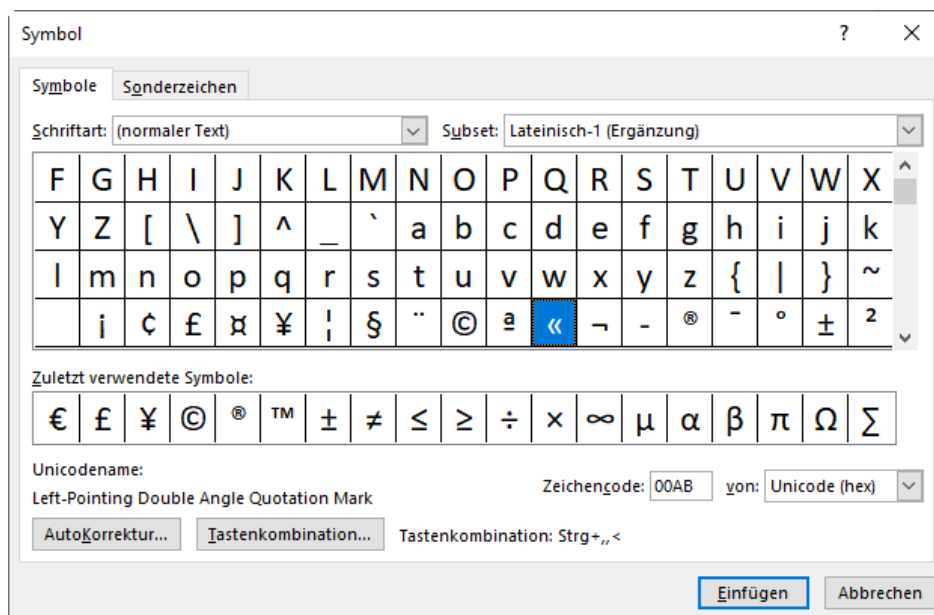 Symbol ? ×
Symbole Sonderzeichen
Schriftart: (normaler Text) Subset: Lateinisch-1 (Ergänzung)
F G H I J K L M N O P Q R S T U V W X
Y Z [ \ ] ^ _ ` a b c d e f g h i j k
l m n o p q r s t u v w x y z { | } ~
¡ ¢ £ ¤ ¥ ¦ § ¨ © ª « ¬ - ® ¯ ° ± ²
Zuletzt verwendete Symbole:
€ £ ¥ © ® ™ ± ≠ ≤ ≥ ÷ × ∞ µ α β π Ω ∑
Unicodename:
Left-Pointing Double Angle Quotation Mark
Zeichencode: 00AB von: Unicode (hex)
AutoKorrektur... Tastenkombination... Tastenkombination: Strg+,,<
Einfügen Abbrechen